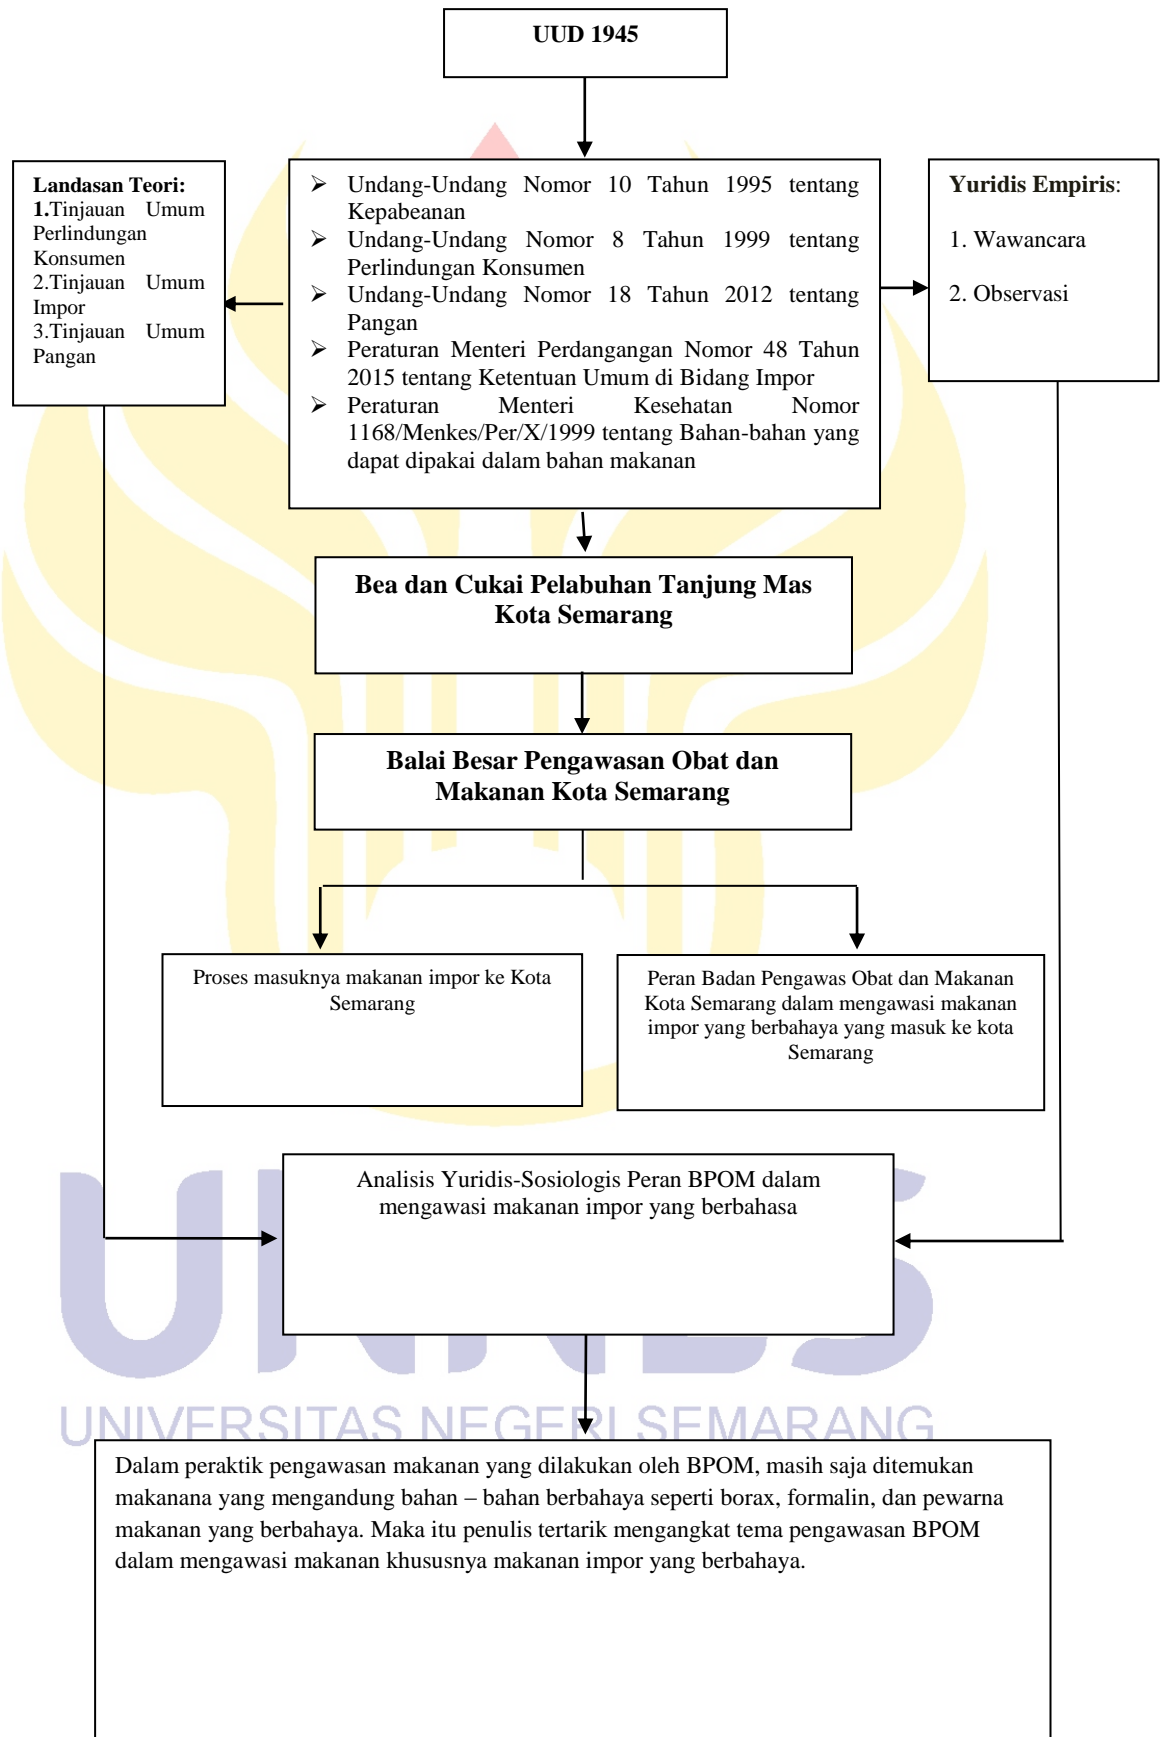 UUD 1945
Landasan Teori:
1.Tinjauan Umum
Perlindungan
Konsumen
2.Tinjauan Umum
Impor
3.Tinjauan Umum
Pangan
➢ Undang-Undang Nomor 10 Tahun 1995 tentang
Kepabeanan
➢ Undang-Undang Nomor 8 Tahun 1999 tentang
Perlindungan Konsumen
➢ Undang-Undang Nomor 18 Tahun 2012 tentang
Pangan
➢ Peraturan Menteri Perdangangan Nomor 48 Tahun
2015 tentang Ketentuan Umum di Bidang Impor
➢ Peraturan Menteri Kesehatan Nomor
1168/Menkes/Per/X/1999 tentang Bahan-bahan yang
dapat dipakai dalam bahan makanan
Yuridis Empiris:
1. Wawancara
2. Observasi
Bea dan Cukai Pelabuhan Tanjung Mas
Kota Semarang
Balai Besar Pengawasan Obat dan
Makanan Kota Semarang
Proses masuknya makanan impor ke Kota
Semarang
Peran Badan Pengawas Obat dan Makanan
Kota Semarang dalam mengawasi makanan
impor yang berbahaya yang masuk ke kota
Semarang
Analisis Yuridis-Sosiologis Peran BPOM dalam
mengawasi makanan impor yang berbahasa
UNNES
UNIVERSITAS NEGERI SEMARANG
Dalam peraktik pengawasan makanan yang dilakukan oleh BPOM, masih saja ditemukan
makanana yang mengandung bahan – bahan berbahaya seperti borax, formalin, dan pewarna
makanan yang berbahaya. Maka itu penulis tertarik mengangkat tema pengawasan BPOM
dalam mengawasi makanan khususnya makanan impor yang berbahaya.